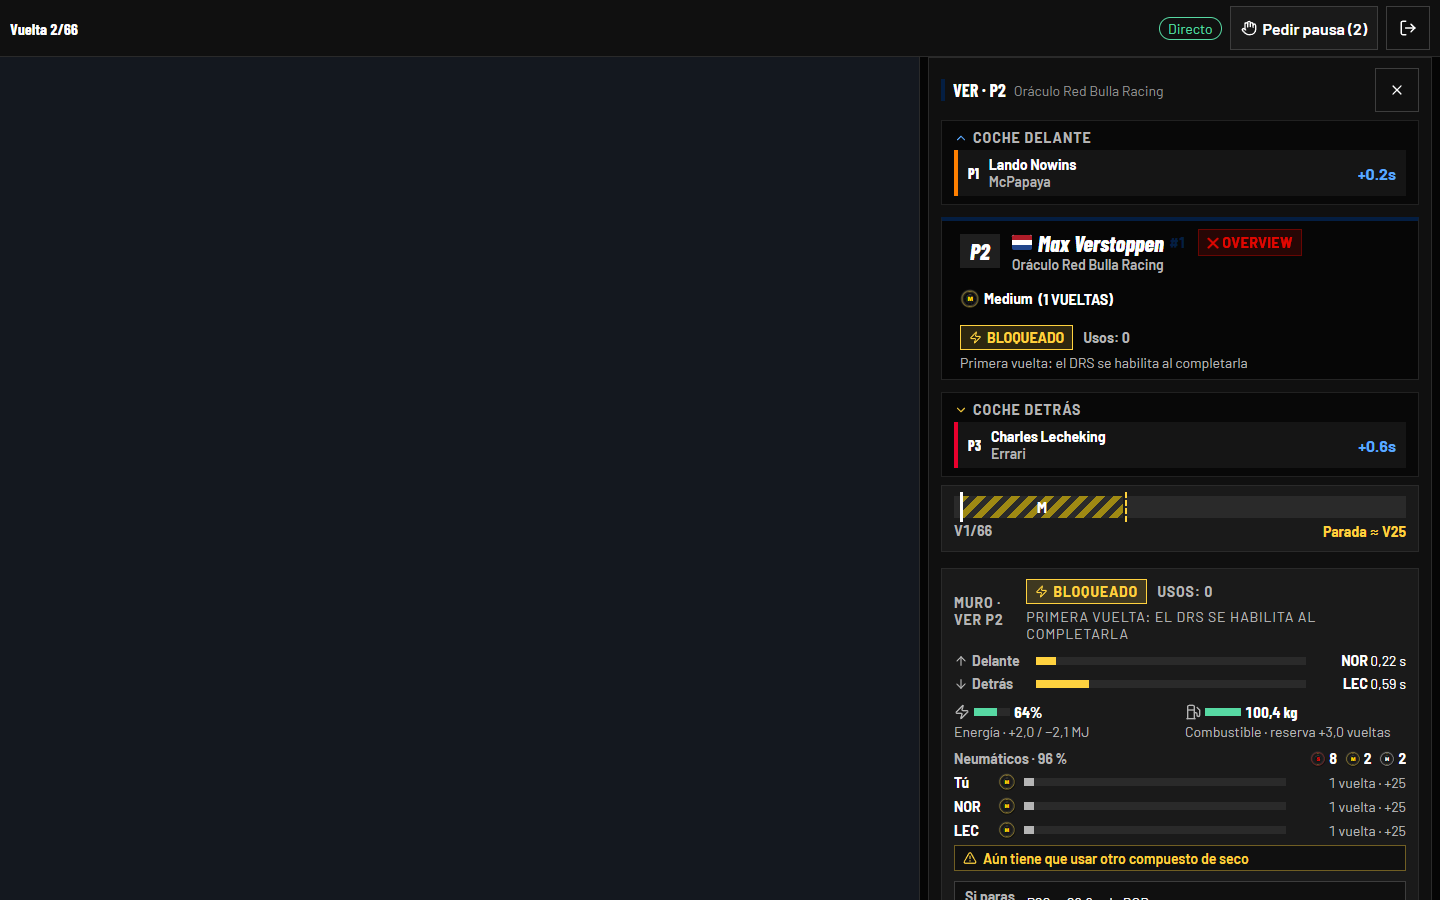 Vuelta 2/66
Directo
Pedir pausa (2)
VER · P2 Oráculo Red Bulla Racing
COCHE DELANTE
P1 Lando Nowins +0.2s
McPapaya
P2 Max Verstoppen #1 OVERVIEW
Oráculo Red Bulla Racing
M Medium (1 VUELTAS)
BLOQUEADO Usos: 0
Primera vuelta: el DRS se habilita al completarla
COCHE DETRÁS
P3 Charles Lecheking +0.6s
Errari
M
V1/66 Parada ≈ V25
MURO · VER P2
BLOQUEADO USOS: 0
PRIMERA VUELTA: EL DRS SE HABILITA AL
COMPLETARLA
Delante NOR 0,22 s
Detrás LEC 0,59 s
64% 100,4 kg
Energía · +2,0 / −2,1 MJ Combustible · reserva +3,0 vueltas
Neumáticos · 96 % 8 M 2 2
Tú M 1 vuelta · +25
NOR M 1 vuelta · +25
LEC M 1 vuelta · +25
Aún tiene que usar otro compuesto de seco
Si paras